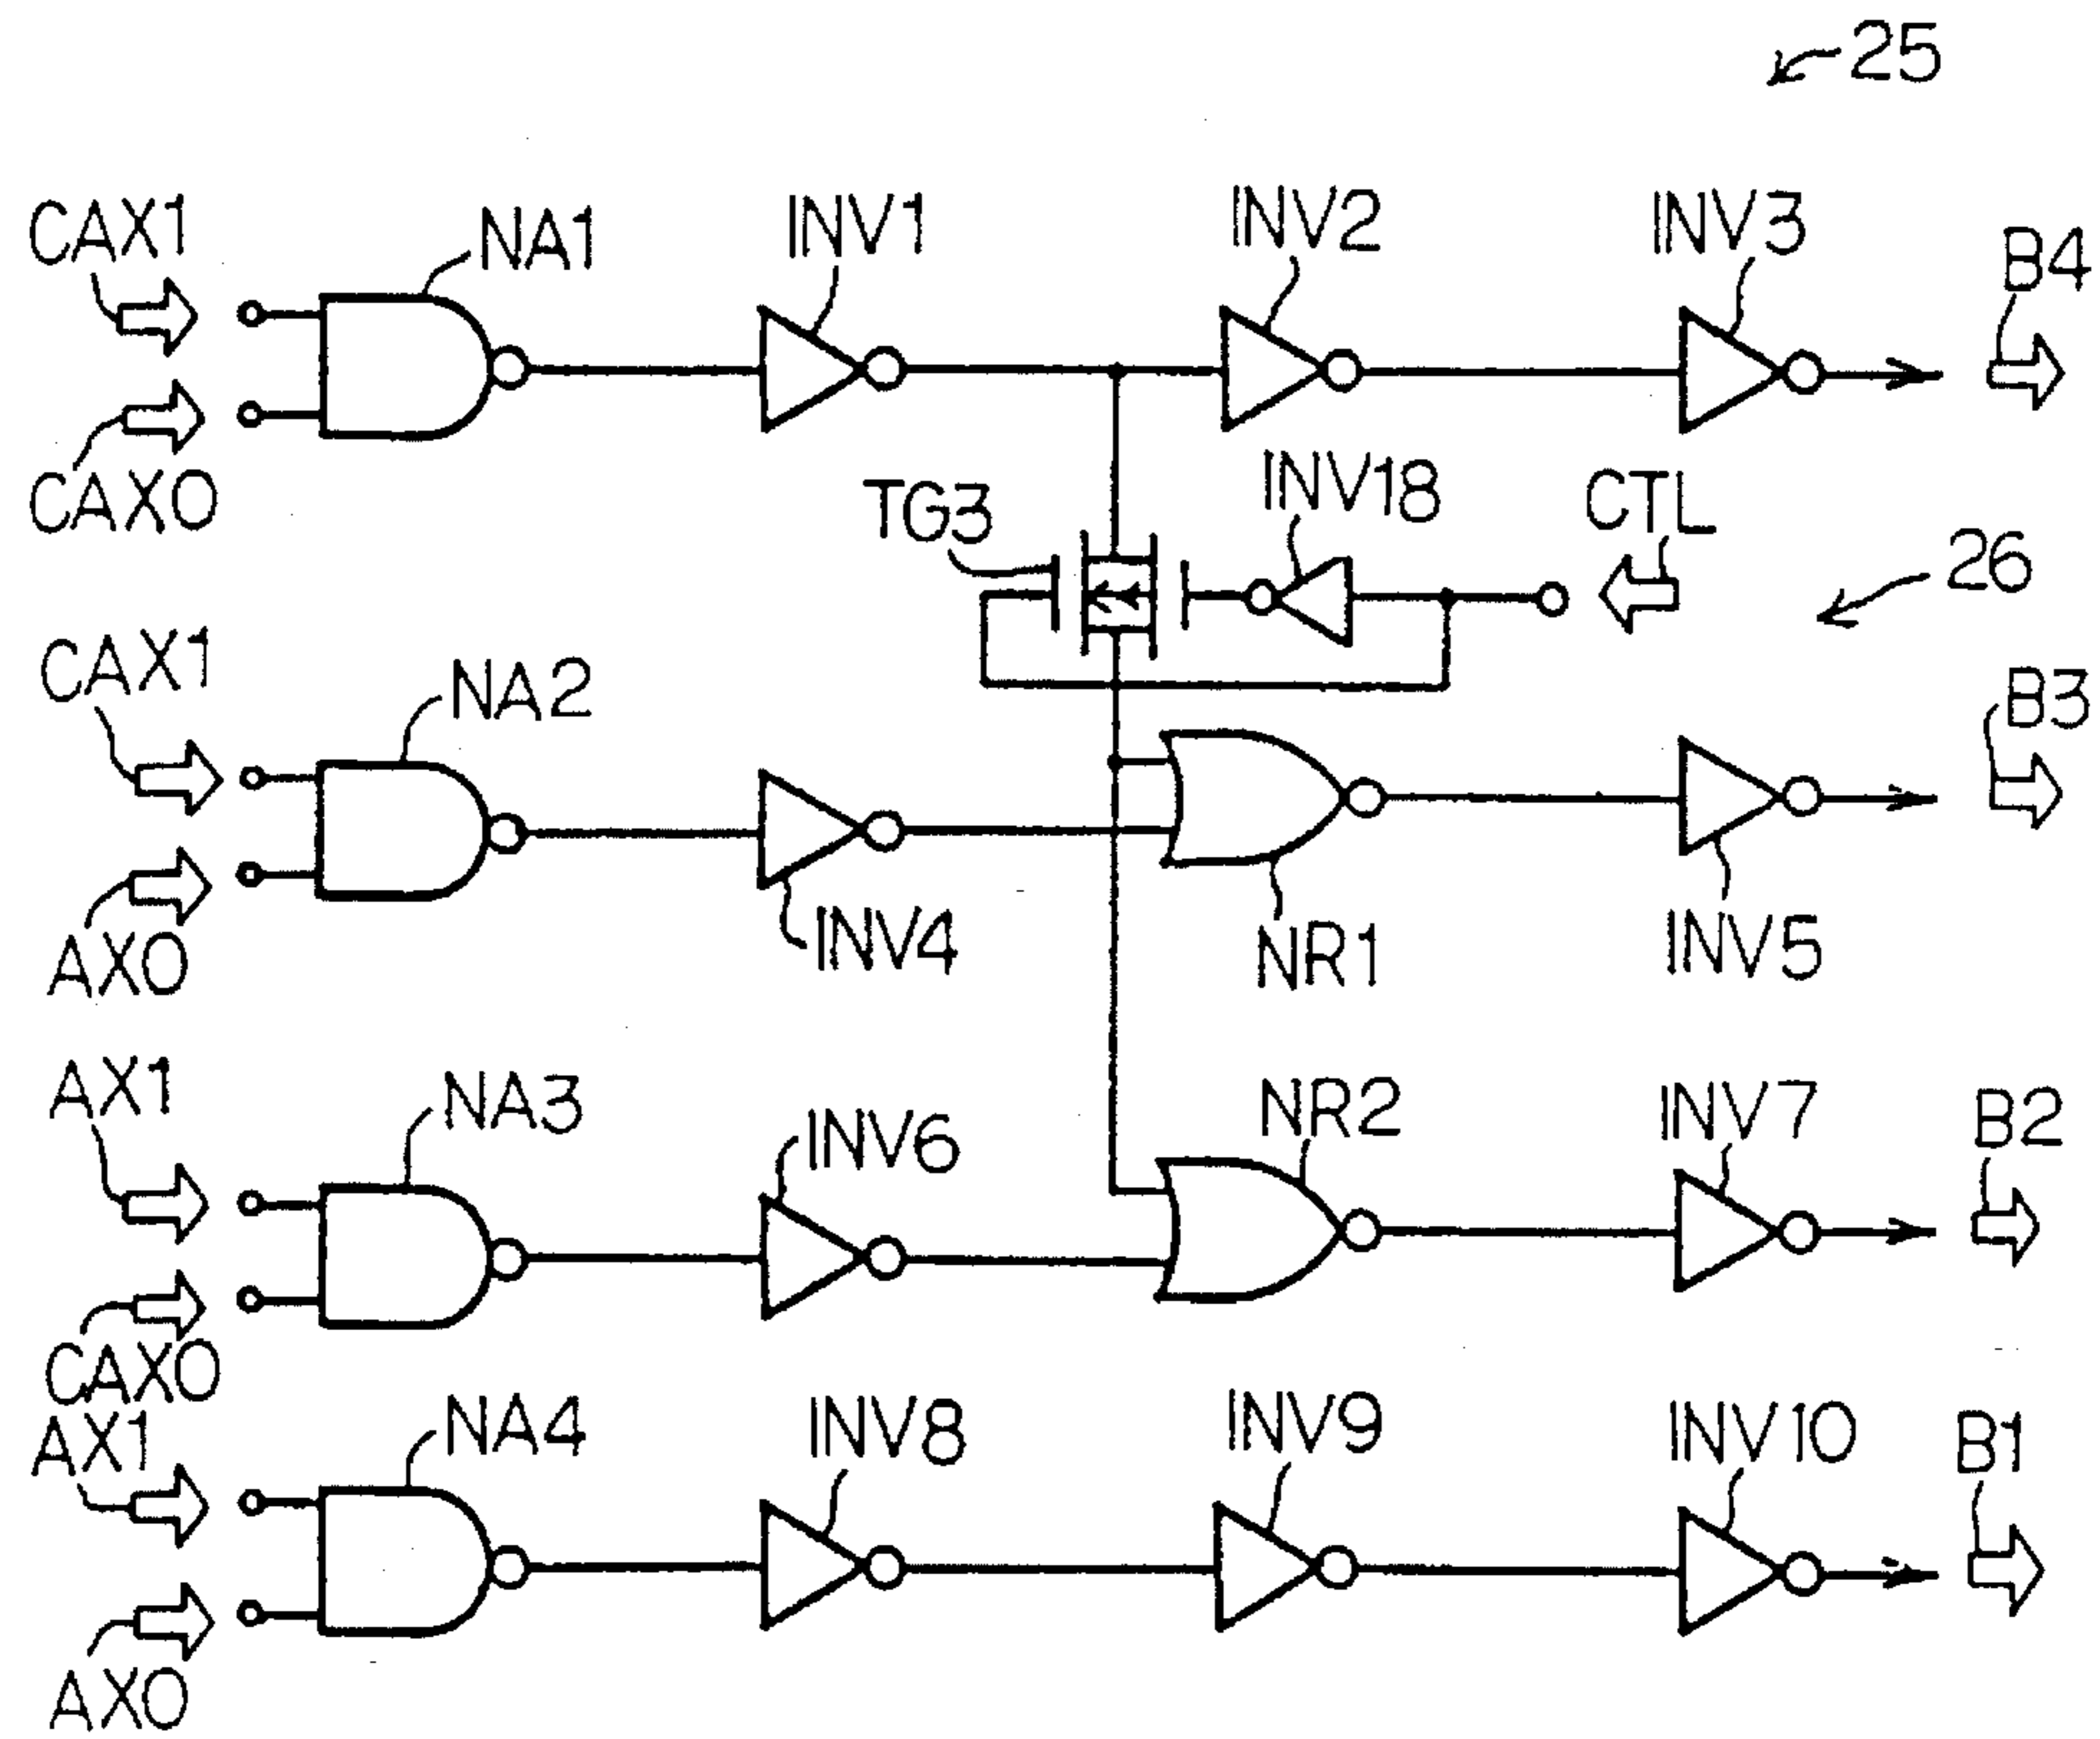 25
CAX1
NA1
INV1
INV2
INV3
B4
CAX0
TG3
INV18
CTL
26
CAX1
NA2
B3
AX0
INV4
NR1
INV5
AX1
NA3
INV6
NR2
INV7
B2
CAX0
AX1
NA4
INV8
INV9
INV10
B1
AX0